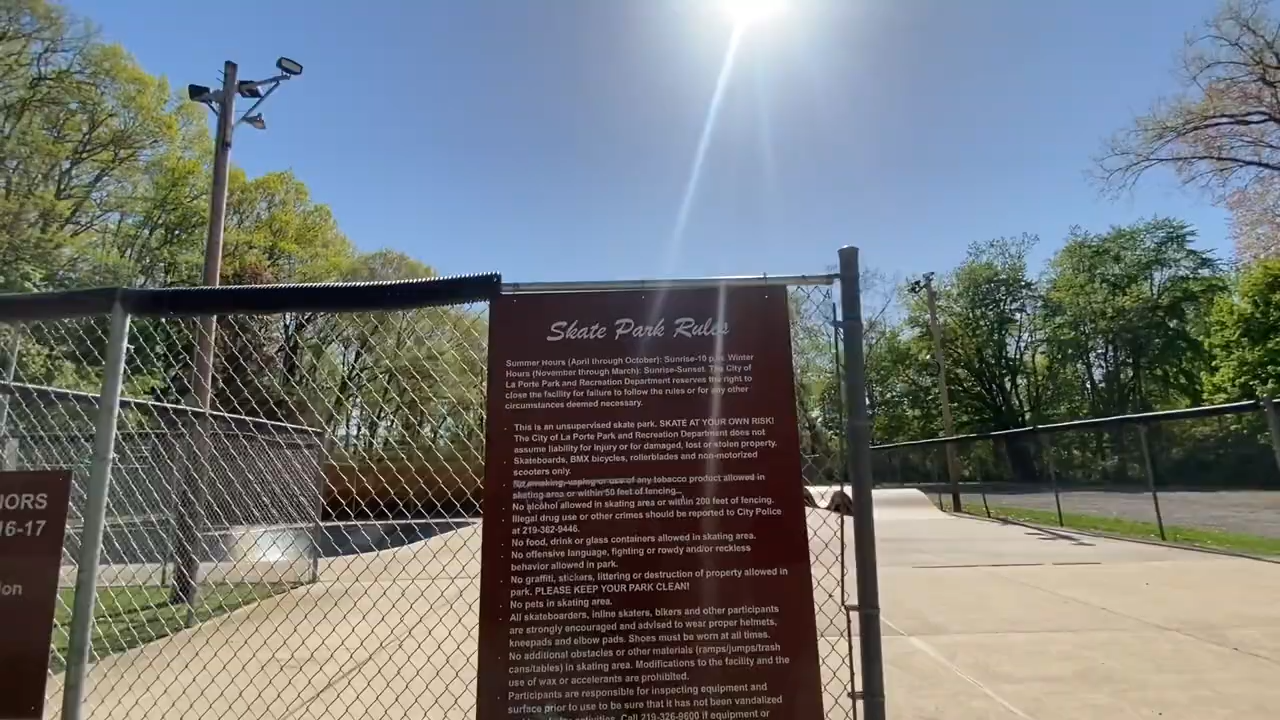 Skate Park Rules
Summer Hours (April through October): Sunrise-10 p.m. Winter
Hours (November through March): Sunrise-Sunset. The City of
La Porte Park and Recreation Department reserves the right to
close the facility for failure to follow the rules or for any other
circumstances deemed necessary.
This is an unsupervised skate park. SKATE AT YOUR OWN RISK!
The City of La Porte Park and Recreation Department does not
assume liability for injury or for damaged, lost or stolen property.
Skateboards, BMX bicycles, rollerblades and non-motorized
scooters only.
No smoking, vaping or use of any tobacco product allowed in
skating area or within 50 feet of fencing.
No alcohol allowed in skating area or within 200 feet of fencing.
Illegal drug use or other crimes should be reported to City Police
at 219-362-9446.
No food, drink or glass containers allowed in skating area.
No offensive language, fighting or rowdy and/or reckless
behavior allowed in park.
No graffiti, stickers, littering or destruction of property allowed in
park. PLEASE KEEP YOUR PARK CLEAN!
No pets in skating area.
All skateboarders, inline skaters, bikers and other participants
are strongly encouraged and advised to wear proper helmets,
kneepads and elbow pads. Shoes must be worn at all times.
No additional obstacles or other materials (ramps/jumps/trash
cans/tables) in skating area. Modifications to the facility and the
use of wax or accelerants are prohibited.
Participants are responsible for inspecting equipment and
surface prior to use to be sure that it has not been vandalized
activities. Call 219-326-9600 if equipment or
NIORS
16-17
ion